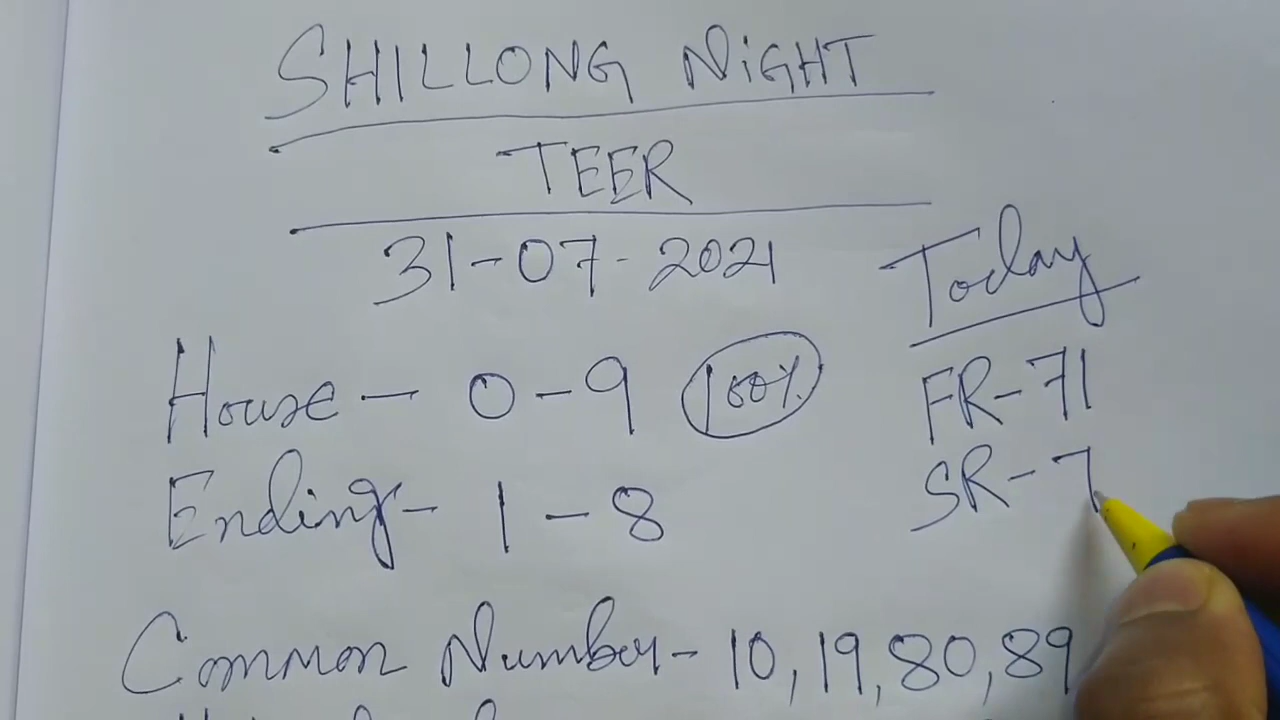 SHILLONG NiGHT
TEER
31-07-2021
Today
House - 0-9 100%
FR-71
Ending - 1-8
SR-7
Common Number - 10, 19, 80, 89